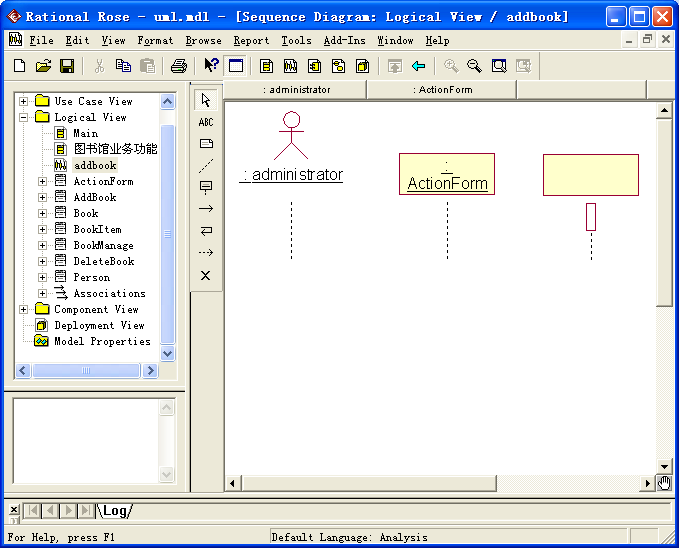 Rational Rose - uml.mdl - [Sequence Diagram: Logical View / addbook]
File Edit View Format Browse Report Tools Add-Ins Window Help
: administrator : ActionForm
ABC
Use Case View
Logical View
Main
图书馆业务功能
addbook
ActionForm
AddBook
Book
BookItem
BookManage
DeleteBook
Person
Associations
Component View
Deployment View
Model Properties
: administrator
:
ActionForm
Log
For Help, press F1
Default Language: Analysis